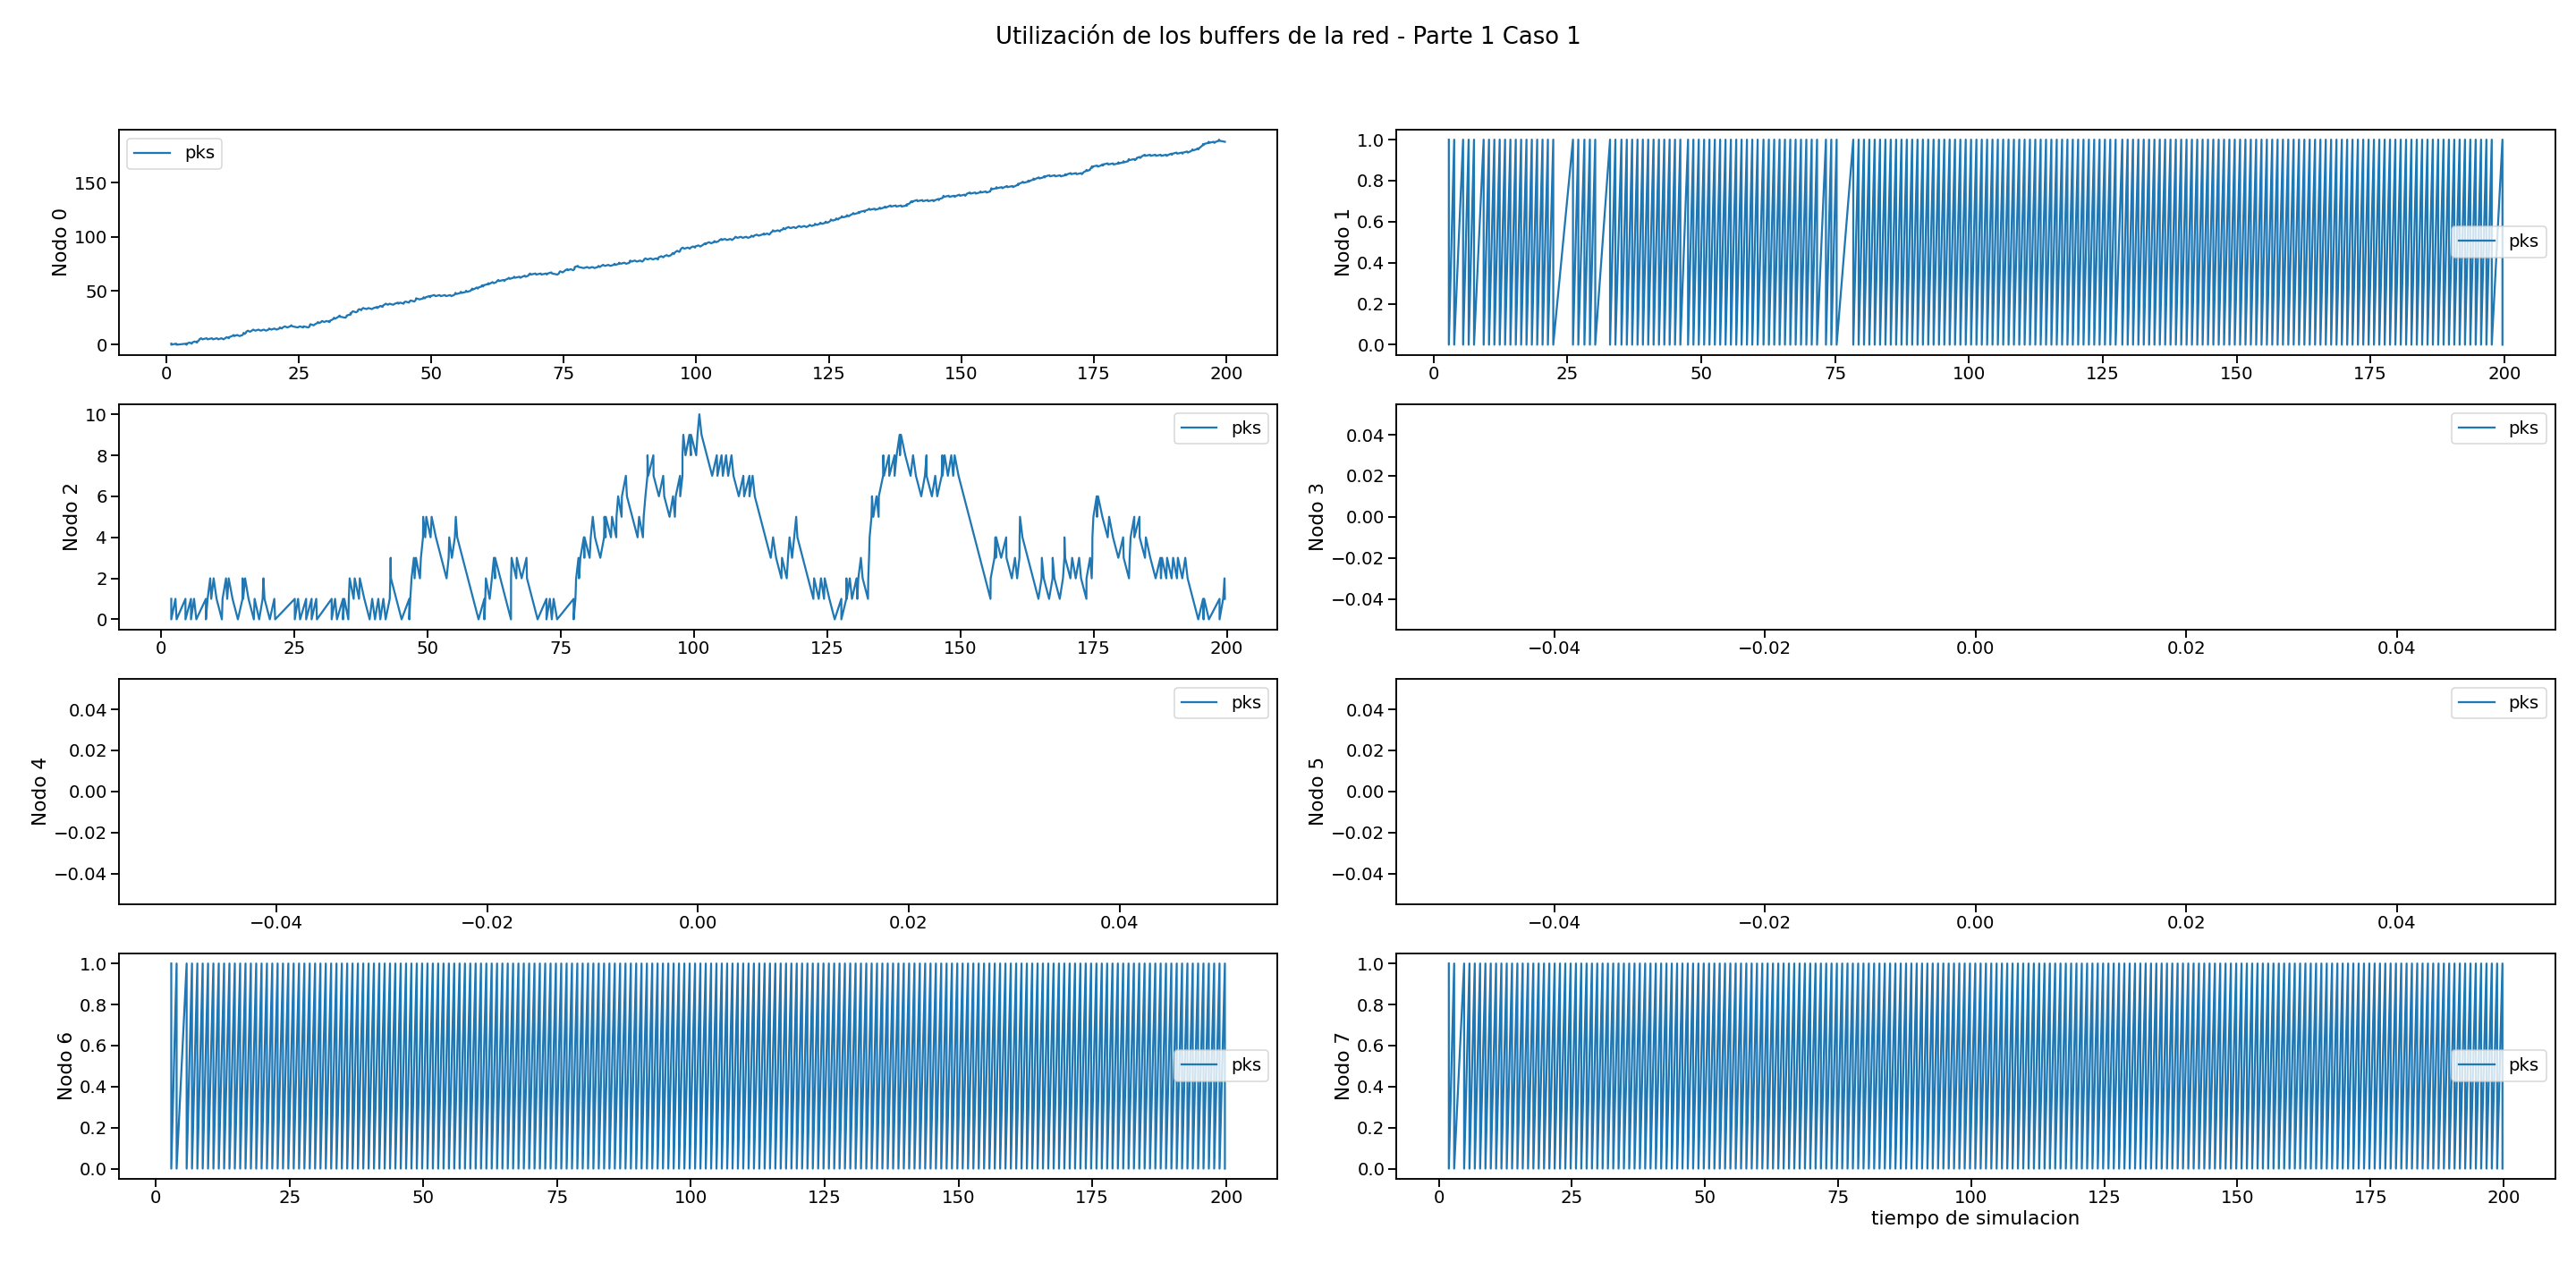 Utilización de los buffers de la red - Parte 1 Caso 1
pks
Nodo 0
150
100
50
0
0 25 50 75 100 125 150 175 200
pks
Nodo 1
1.0
0.8
0.6
0.4
0.2
0.0
0 25 50 75 100 125 150 175 200
pks
Nodo 2
10
8
6
4
2
0
0 25 50 75 100 125 150 175 200
pks
Nodo 3
0.04
0.02
0.00
−0.02
−0.04
−0.04 −0.02 0.00 0.02 0.04
pks
Nodo 4
0.04
0.02
0.00
−0.02
−0.04
−0.04 −0.02 0.00 0.02 0.04
pks
Nodo 5
0.04
0.02
0.00
−0.02
−0.04
−0.04 −0.02 0.00 0.02 0.04
pks
Nodo 6
1.0
0.8
0.6
0.4
0.2
0.0
0 25 50 75 100 125 150 175 200
pks
Nodo 7
1.0
0.8
0.6
0.4
0.2
0.0
0 25 50 75 100 125 150 175 200
tiempo de simulacion